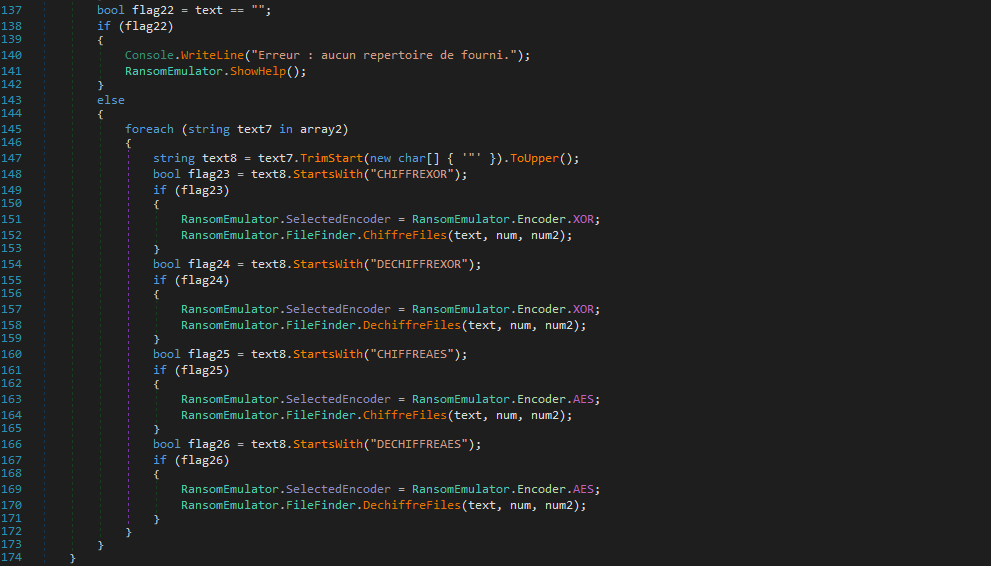 137 bool flag22 = text == "";
138 if (flag22)
139 {
140 Console.WriteLine("Erreur : aucun repertoire de fourni.");
141 RansomEmulator.ShowHelp();
142 }
143 else
144 {
145 foreach (string text7 in array2)
146 {
147 string text8 = text7.TrimStart(new char[] { '"' }).ToUpper();
148 bool flag23 = text8.StartsWith("CHIFFREXOR");
149 if (flag23)
150 {
151 RansomEmulator.SelectedEncoder = RansomEmulator.Encoder.XOR;
152 RansomEmulator.FileFinder.ChiffreFiles(text, num, num2);
153 }
154 bool flag24 = text8.StartsWith("DECHIFFREXOR");
155 if (flag24)
156 {
157 RansomEmulator.SelectedEncoder = RansomEmulator.Encoder.XOR;
158 RansomEmulator.FileFinder.DechiffreFiles(text, num, num2);
159 }
160 bool flag25 = text8.StartsWith("CHIFFREAES");
161 if (flag25)
162 {
163 RansomEmulator.SelectedEncoder = RansomEmulator.Encoder.AES;
164 RansomEmulator.FileFinder.ChiffreFiles(text, num, num2);
165 }
166 bool flag26 = text8.StartsWith("DECHIFFREAES");
167 if (flag26)
168 {
169 RansomEmulator.SelectedEncoder = RansomEmulator.Encoder.AES;
170 RansomEmulator.FileFinder.DechiffreFiles(text, num, num2);
171 }
172 }
173 }
174 }